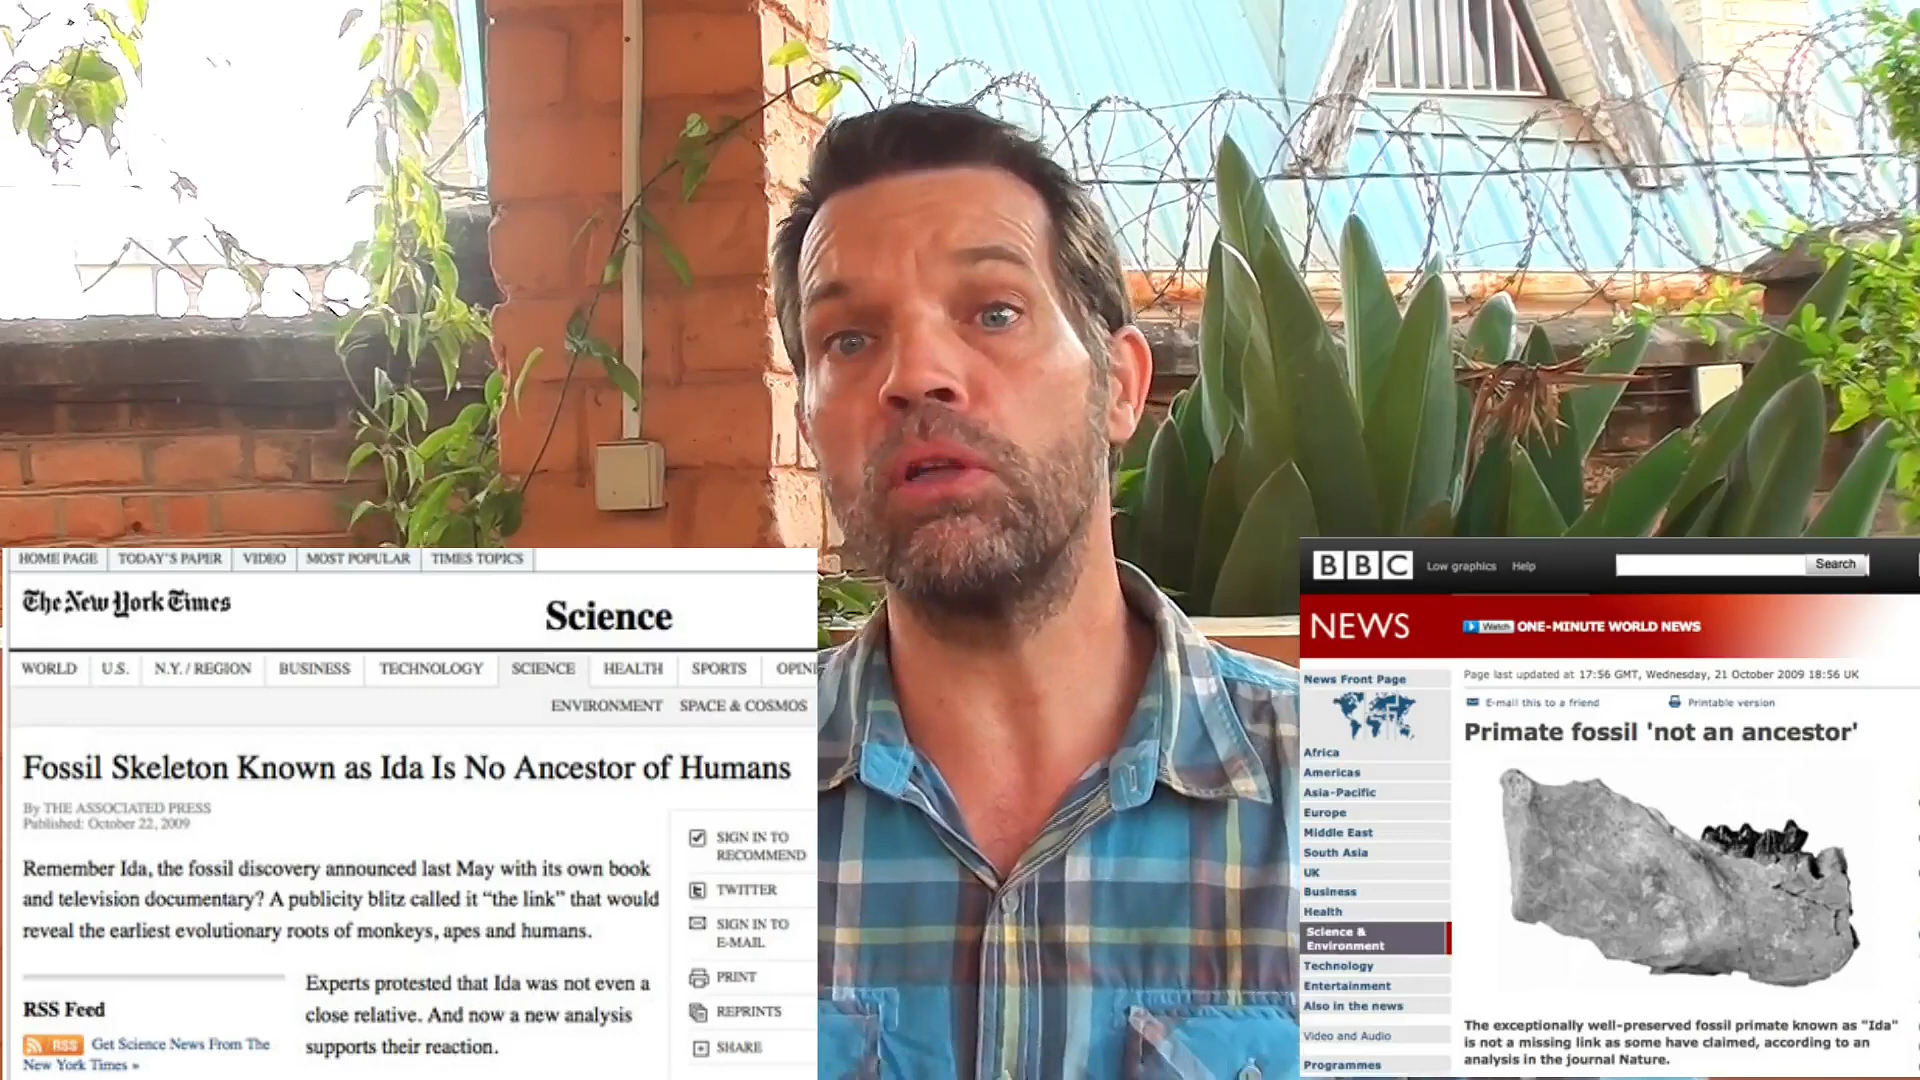 HOME PAGE TODAY'S PAPER VIDEO MOST POPULAR TIMES TOPICS
The New York Times
Science
WORLD U.S. N.Y. / REGION BUSINESS TECHNOLOGY SCIENCE HEALTH SPORTS OPINI
ENVIRONMENT SPACE & COSMOS
Fossil Skeleton Known as Ida Is No Ancestor of Humans
By THE ASSOCIATED PRESS
Published: October 22, 2009
Remember Ida, the fossil discovery announced last May with its own book
and television documentary? A publicity blitz called it “the link” that would
reveal the earliest evolutionary roots of monkeys, apes and humans.
Experts protested that Ida was not even a
close relative. And now a new analysis
supports their reaction.
RSS Feed
RSS Get Science News From The
New York Times »
SIGN IN TO
RECOMMEND
TWITTER
SIGN IN TO
E-MAIL
PRINT
REPRINTS
SHARE
BBC Low graphics Help Search
NEWS Watch ONE-MINUTE WORLD NEWS
News Front Page
Africa
Americas
Asia-Pacific
Europe
Middle East
South Asia
UK
Business
Health
Science &
Environment
Technology
Entertainment
Also in the news
Video and Audio
Programmes
Page last updated at 17:56 GMT, Wednesday, 21 October 2009 18:56 UK
E-mail this to a friend Printable version
Primate fossil 'not an ancestor'
The exceptionally well-preserved fossil primate known as "Ida"
is not a missing link as some have claimed, according to an
analysis in the journal Nature.